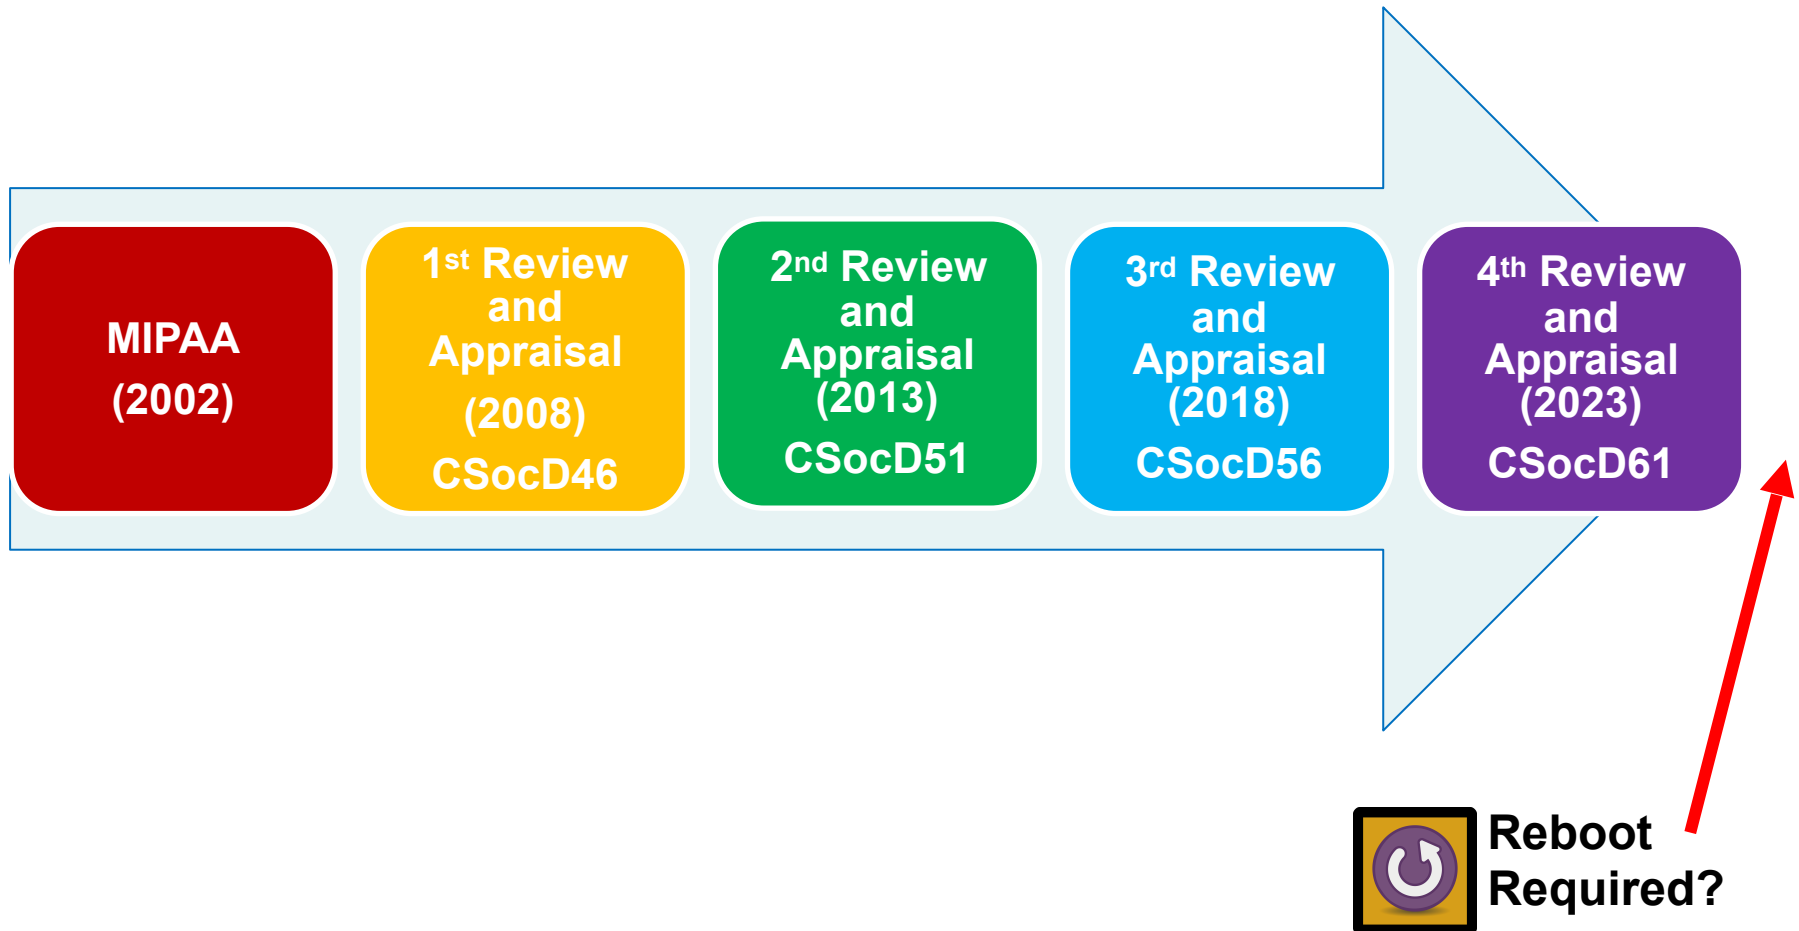 MIPAA
(2002)
1st Review
and
Appraisal
(2008)
CSocD46
2nd Review
and
Appraisal
(2013)
CSocD51
3rd Review
and
Appraisal
(2018)
CSocD56
4th Review
and
Appraisal
(2023)
CSocD61
Reboot
Required?